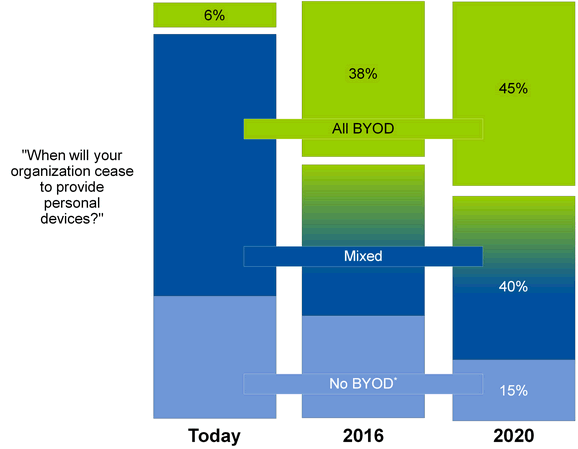 6%
38%
45%
All BYOD
"When will your
organization cease
to provide
personal
devices?"
Mixed
40%
No BYOD*
15%
Today
2016
2020